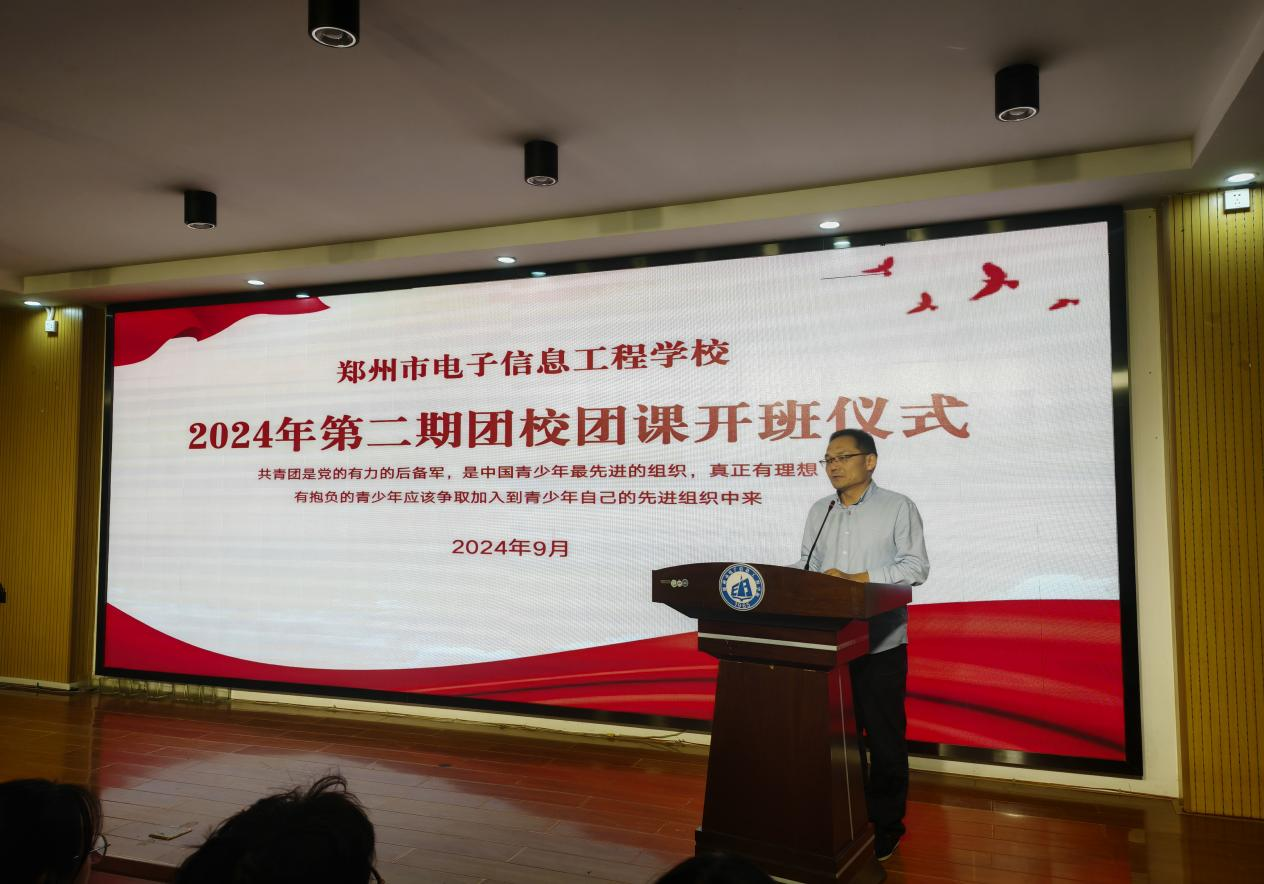 郑州市电子信息工程学校
2024年第二期团校团课开班仪式
共青团是党的有力的后备军，是中国青少年最先进的组织，真正有理想
有抱负的青少年应该争取加入到青少年自己的先进组织中来
2024年9月